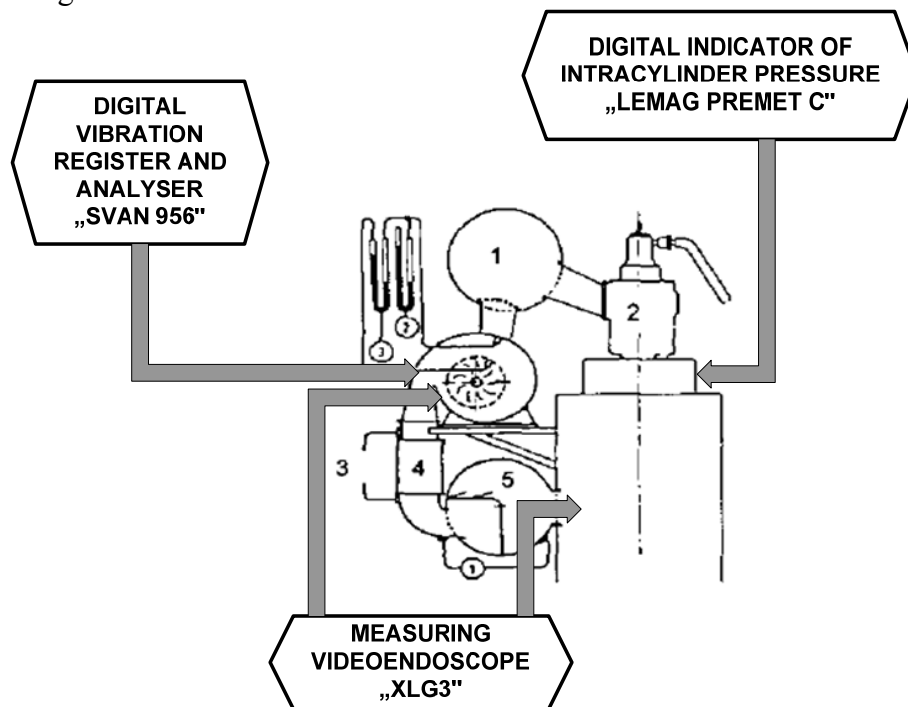 DIGITAL INDICATOR OF
INTRACYLINDER PRESSURE
„LEMAG PREMET C"
DIGITAL
VIBRATION
REGISTER AND
ANALYSER
„SVAN 956"
1
2
2
3
3
4
5
1
MEASURING
VIDEOENDOSCOPE
„XLG3"